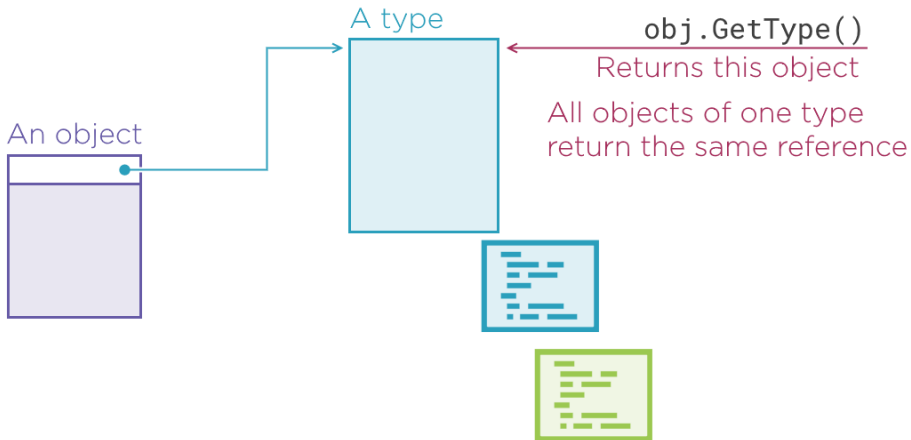 A type
obj.GetType()
Returns this object
All objects of one type
return the same reference
An object